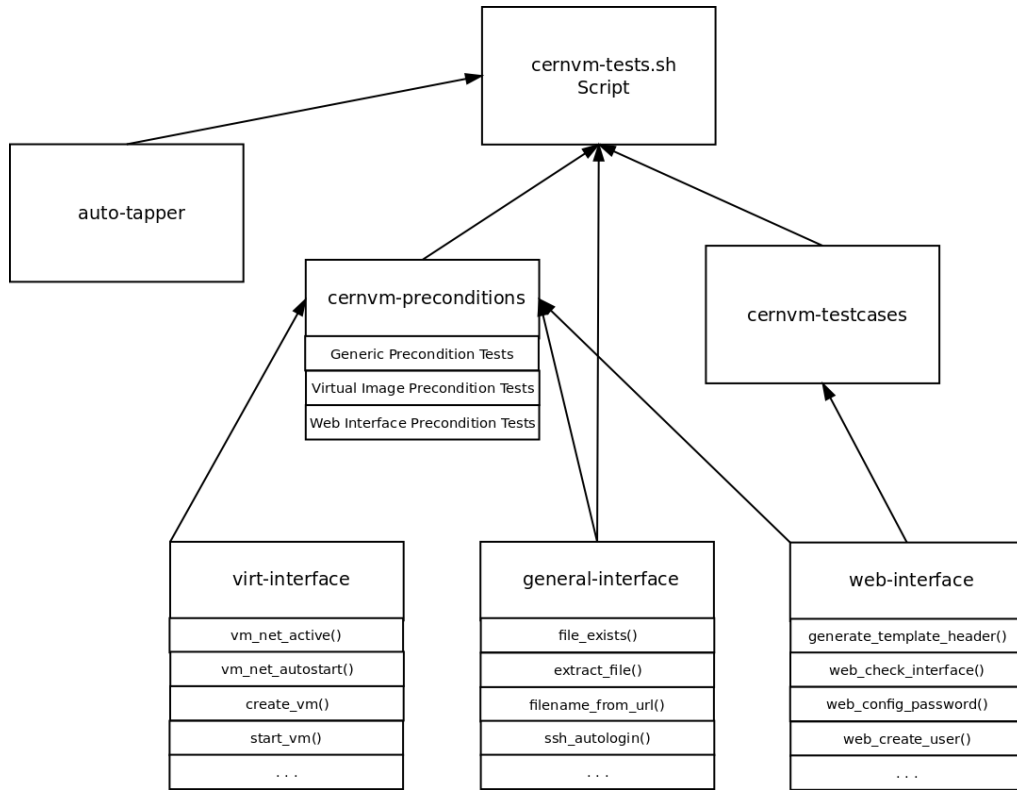 cernvm-tests.sh
Script
auto-tapper
cernvm-preconditions
Generic Precondition Tests
Virtual Image Precondition Tests
Web Interface Precondition Tests
cernvm-testcases
virt-interface
vm_net_active()
vm_net_autostart()
create_vm()
start_vm()
. . .
general-interface
file_exists()
extract_file()
filename_from_url()
ssh_autologin()
. . .
web-interface
generate_template_header()
web_check_interface()
web_config_password()
web_create_user()
. . .